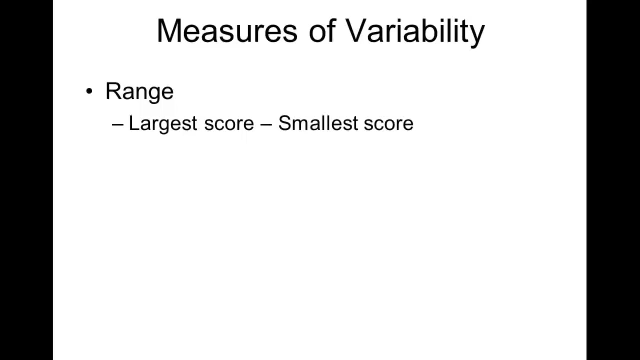 Measures of Variability
• Range
– Largest score – Smallest score